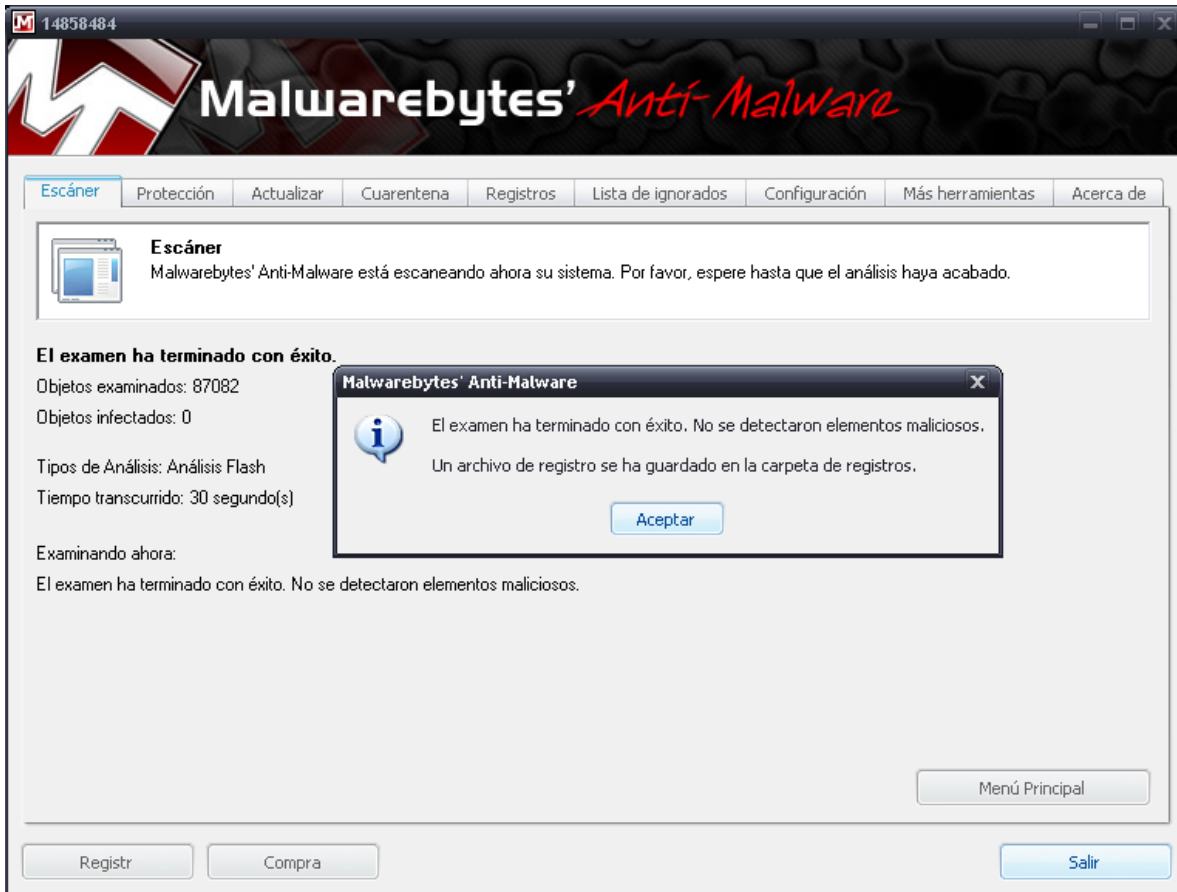 14858484
Malwarebytes' Anti-Malware
Escáner Protección Actualizar Cuarentena Registros Lista de ignorados Configuración Más herramientas Acerca de
Escáner
Malwarebytes' Anti-Malware está escaneando ahora su sistema. Por favor, espere hasta que el análisis haya acabado.
El examen ha terminado con éxito.
Objetos examinados: 87082
Objetos infectados: 0
Tipos de Análisis: Análisis Flash
Tiempo transcurrido: 30 segundo(s)
Malwarebytes' Anti-Malware
El examen ha terminado con éxito. No se detectaron elementos maliciosos.
Un archivo de registro se ha guardado en la carpeta de registros.
Aceptar
Examinando ahora:
El examen ha terminado con éxito. No se detectaron elementos maliciosos.
Menú Principal
Registr Compra Salir